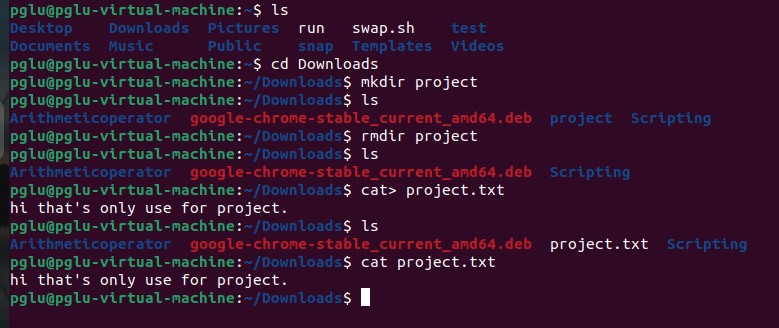 pglu@pglu-virtual-machine:~$ ls
Desktop    Downloads  Pictures  run   swap.sh    test
Documents  Music      Public    snap  Templates  Videos
pglu@pglu-virtual-machine:~$ cd Downloads
pglu@pglu-virtual-machine:~/Downloads$ mkdir project
pglu@pglu-virtual-machine:~/Downloads$ ls
Arithmeticoperator  google-chrome-stable_current_amd64.deb  project  Scripting
pglu@pglu-virtual-machine:~/Downloads$ rmdir project
pglu@pglu-virtual-machine:~/Downloads$ ls
Arithmeticoperator  google-chrome-stable_current_amd64.deb  Scripting
pglu@pglu-virtual-machine:~/Downloads$ cat> project.txt
hi that's only use for project.
pglu@pglu-virtual-machine:~/Downloads$ ls
Arithmeticoperator  google-chrome-stable_current_amd64.deb  project.txt  Scripting
pglu@pglu-virtual-machine:~/Downloads$ cat project.txt
hi that's only use for project.
pglu@pglu-virtual-machine:~/Downloads$